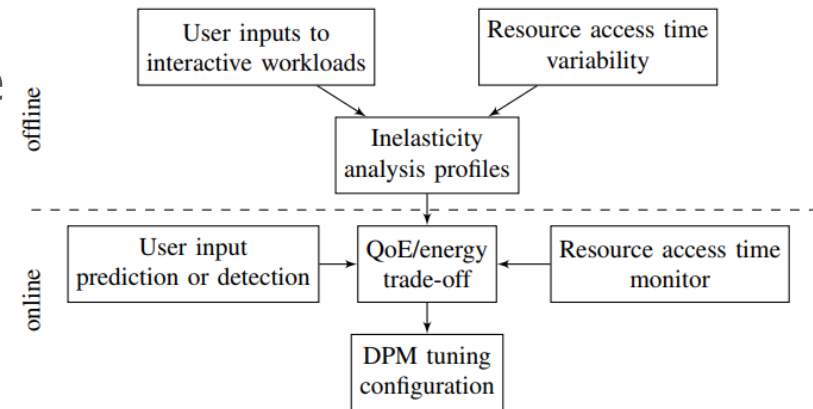 User inputs to
interactive workloads
Resource access time
variability
offline
Inelasticity
analysis profiles
User input
prediction or detection
QoE/energy
trade-off
Resource access time
monitor
online
DPM tuning
configuration